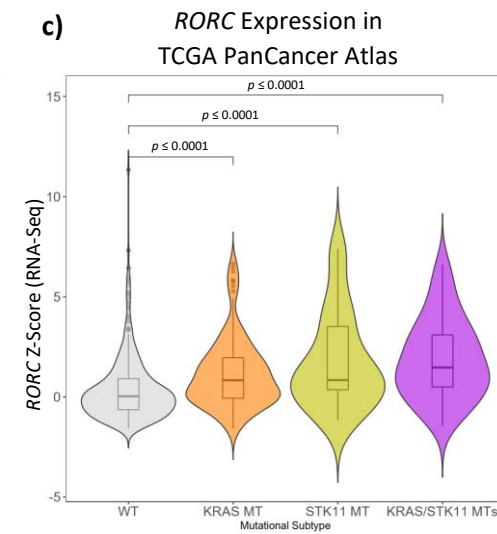 c)
RORC Expression in
TCGA PanCancer Atlas
RORC Z-Score (RNA-Seq)
15
10
5
0
-5
p ≤ 0.0001
p ≤ 0.0001
p ≤ 0.0001
WT
KRAS MT
STK11 MT
KRAS/STK11 MTs
Mutational Subtype